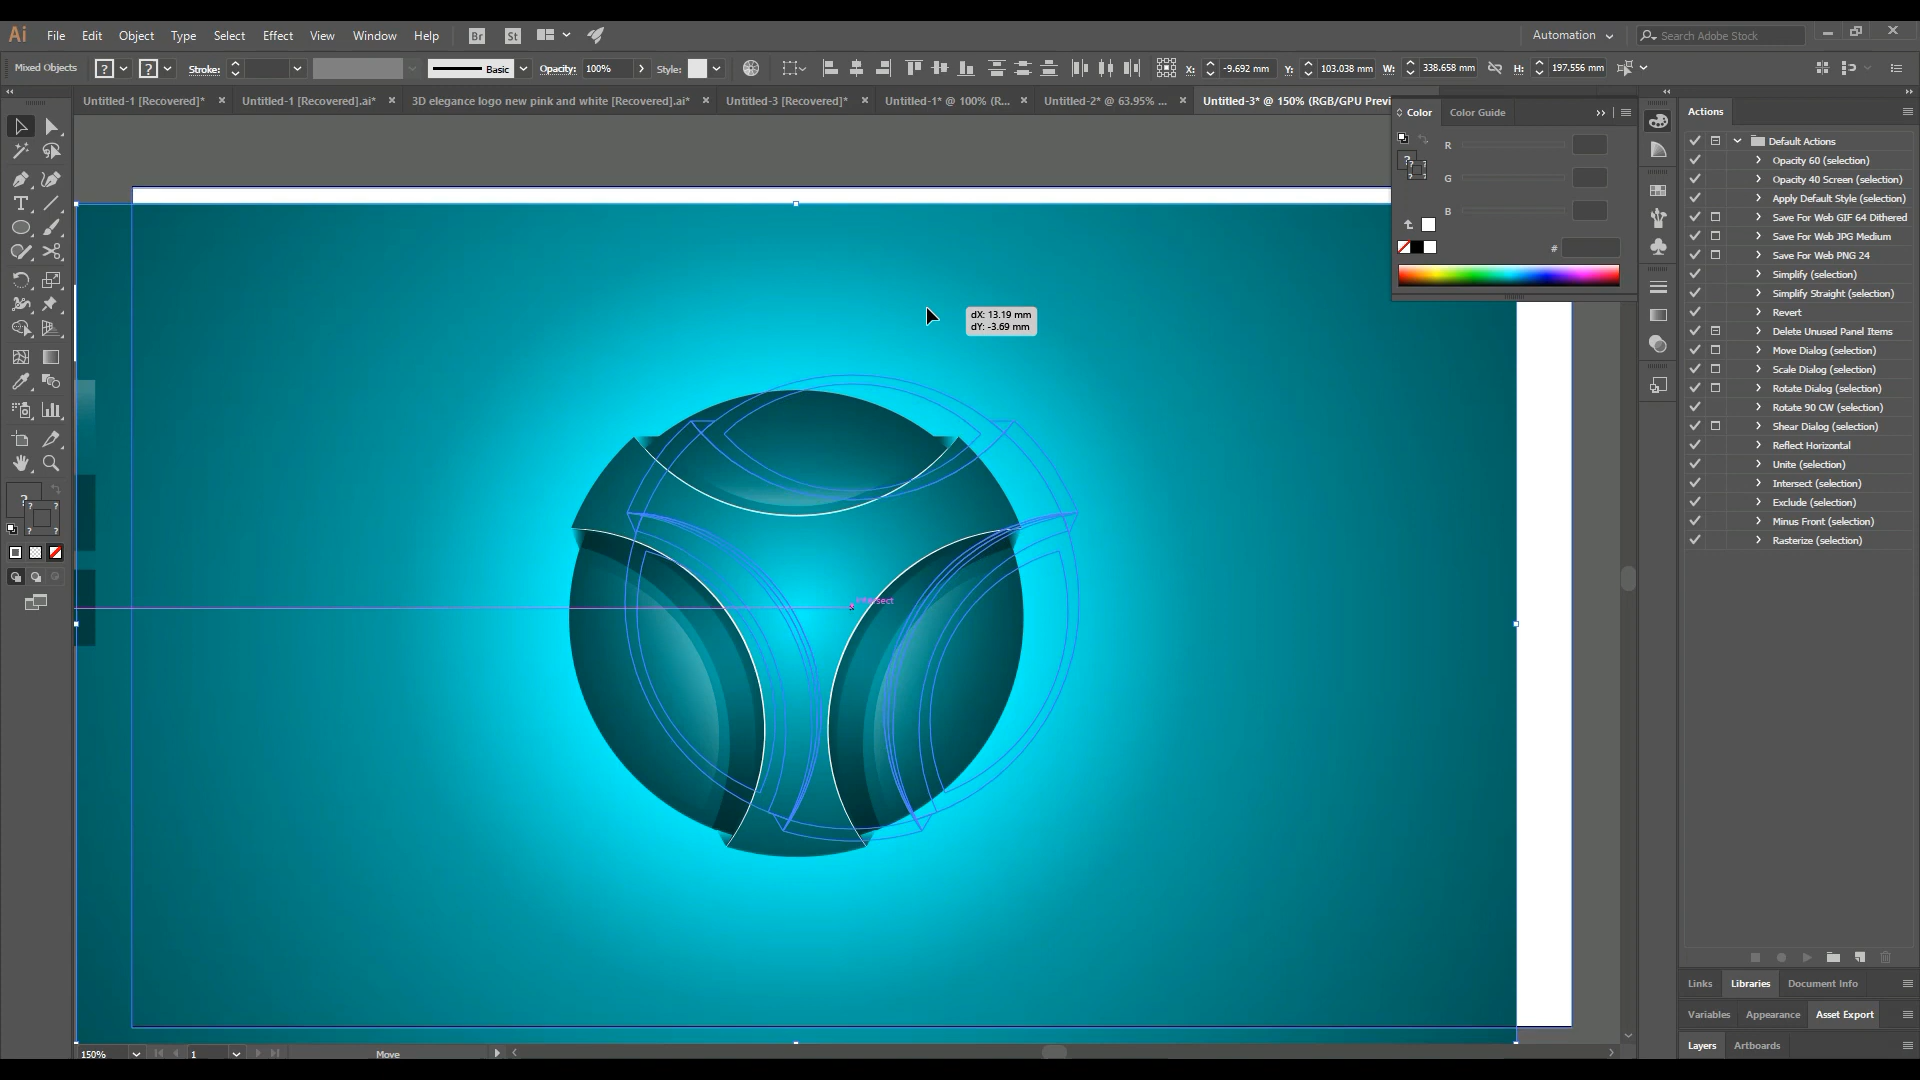 Ai File Edit Object Type Select Effect View Window Help Br St Automation Search Adobe Stock
Mixed Objects ? ? Stroke: Basic Opacity: 100% Style: X: -9.692 mm Y: 103.038 mm W: 338.658 mm H: 197.556 mm
Untitled-1 [Recovered]* × Untitled-1 [Recovered].ai* × 3D elegance logo new pink and white [Recovered].ai* × Untitled-3 [Recovered]* × Untitled-1* @ 100% (R... × Untitled-2* @ 63.95% ... × Untitled-3* @ 150% (RGB/GPU Previ
Color Color Guide
R
G
B
#
dX: 13.19 mm
dY: -3.69 mm
intersect
Actions
Default Actions
Opacity 60 (selection)
Opacity 40 Screen (selection)
Apply Default Style (selection)
Save For Web GIF 64 Dithered
Save For Web JPG Medium
Save For Web PNG 24
Simplify (selection)
Simplify Straight (selection)
Revert
Delete Unused Panel Items
Move Dialog (selection)
Scale Dialog (selection)
Rotate Dialog (selection)
Rotate 90 CW (selection)
Shear Dialog (selection)
Reflect Horizontal
Unite (selection)
Intersect (selection)
Exclude (selection)
Minus Front (selection)
Rasterize (selection)
Links Libraries Document Info
Variables Appearance Asset Export
Layers Artboards
150% 1 Move